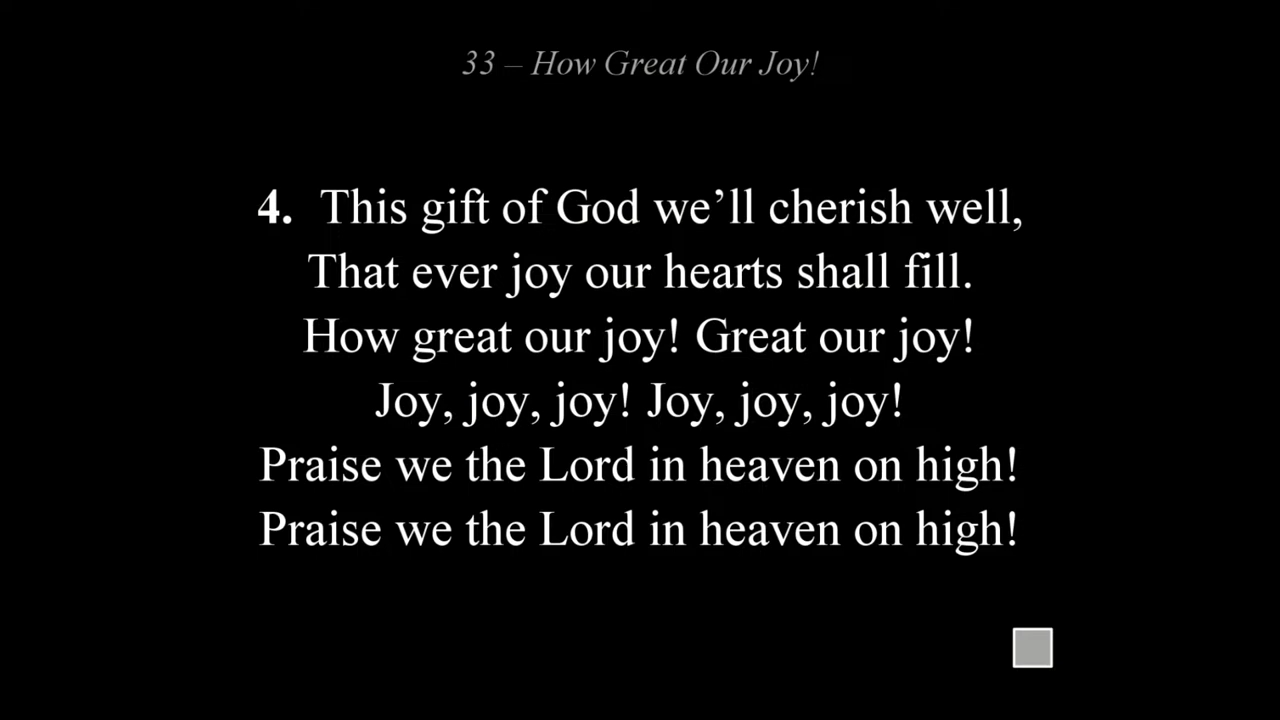 33 – How Great Our Joy!
4. This gift of God we’ll cherish well,
That ever joy our hearts shall fill.
How great our joy! Great our joy!
Joy, joy, joy! Joy, joy, joy!
Praise we the Lord in heaven on high!
Praise we the Lord in heaven on high!